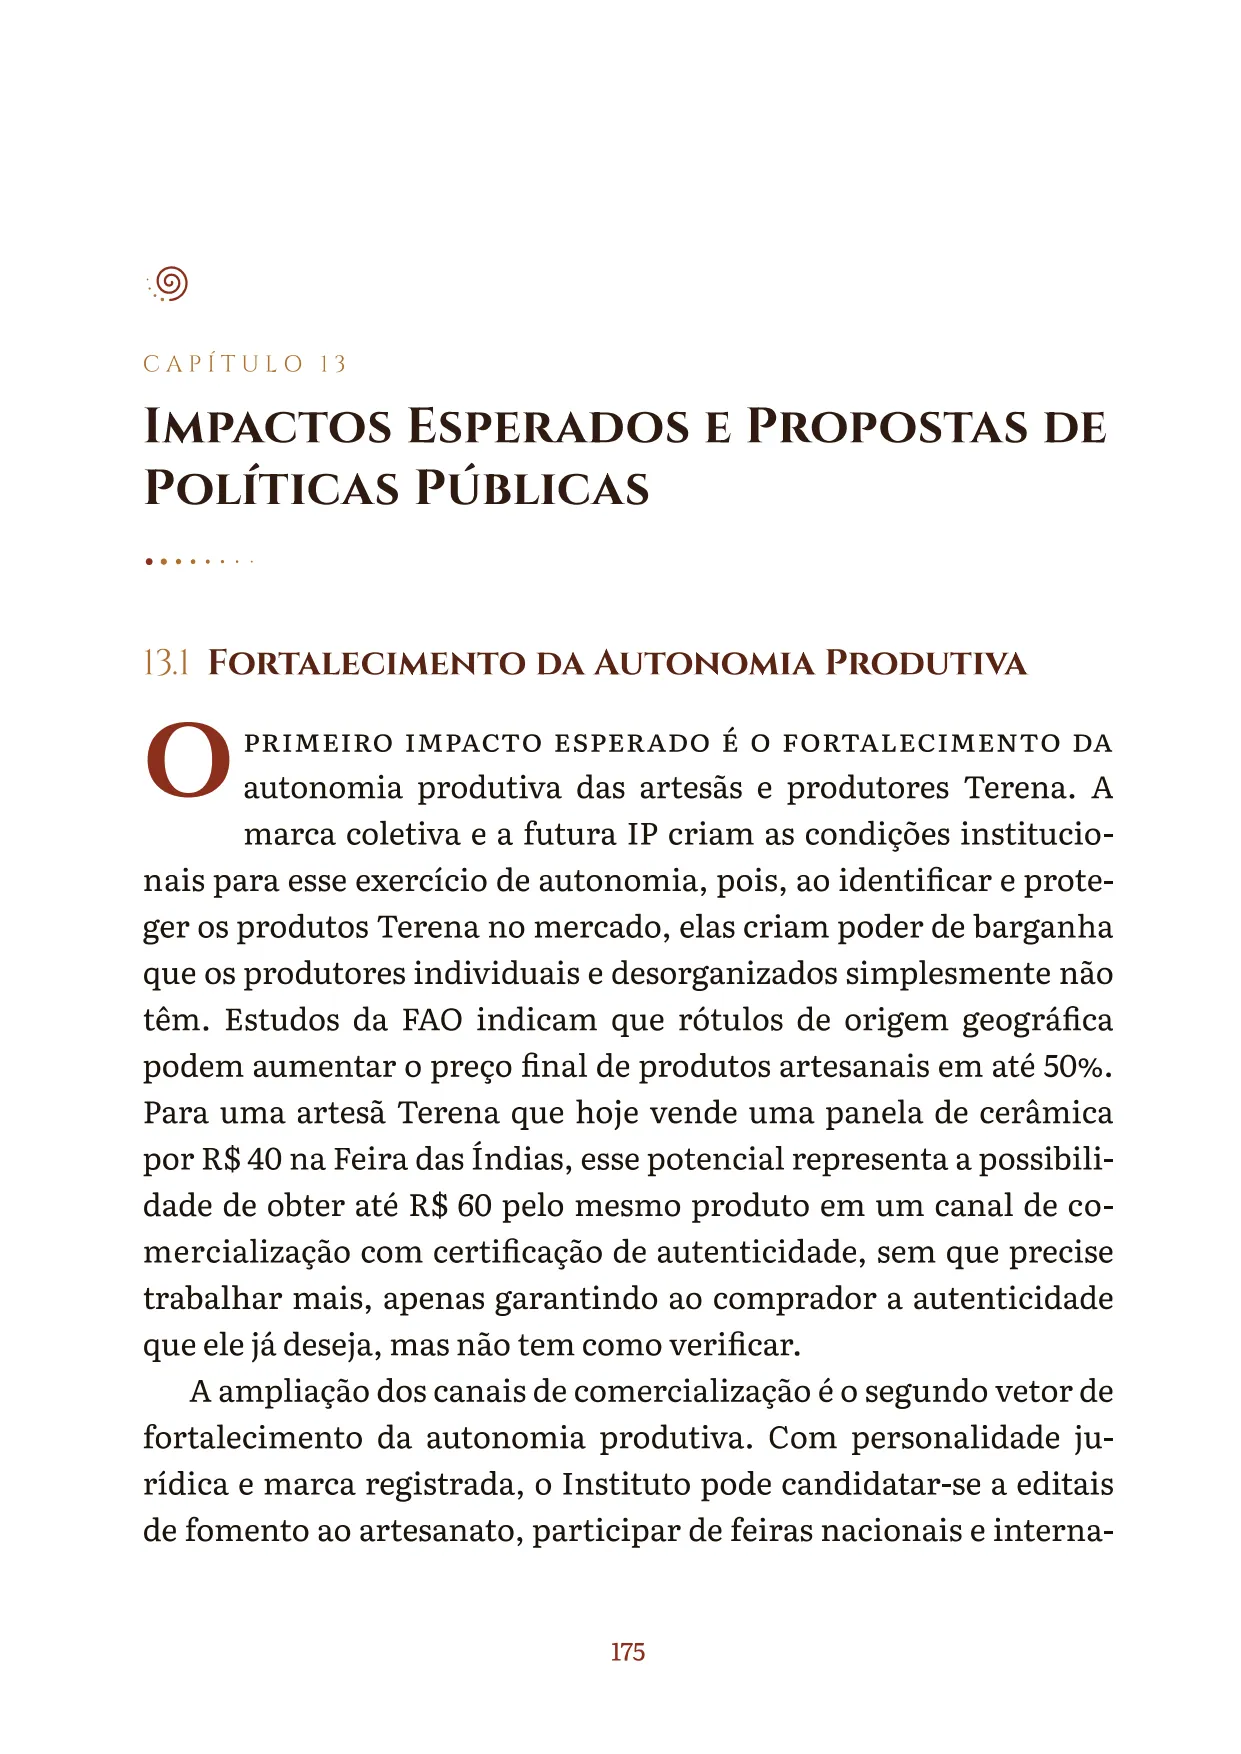 CAPÍTULO 13
Impactos Esperados e Propostas de
Políticas Públicas
13.1 Fortalecimento da Autonomia Produtiva
O primeiro impacto esperado é o fortalecimento da
autonomia produtiva das artesãs e produtores Terena. A
marca coletiva e a futura IP criam as condições institucio-
nais para esse exercício de autonomia, pois, ao identificar e prote-
ger os produtos Terena no mercado, elas criam poder de barganha
que os produtores individuais e desorganizados simplesmente não
têm. Estudos da FAO indicam que rótulos de origem geográfica
podem aumentar o preço final de produtos artesanais em até 50%.
Para uma artesã Terena que hoje vende uma panela de cerâmica
por R$ 40 na Feira das Índias, esse potencial representa a possibili-
dade de obter até R$ 60 pelo mesmo produto em um canal de co-
mercialização com certificação de autenticidade, sem que precise
trabalhar mais, apenas garantindo ao comprador a autenticidade
que ele já deseja, mas não tem como verificar.
A ampliação dos canais de comercialização é o segundo vetor de
fortalecimento da autonomia produtiva. Com personalidade ju-
rídica e marca registrada, o Instituto pode candidatar-se a editais
de fomento ao artesanato, participar de feiras nacionais e interna-
175